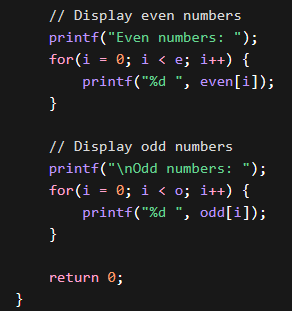 // Display even numbers
    printf("Even numbers: ");
    for(i = 0; i < e; i++) {
        printf("%d ", even[i]);
    }

    // Display odd numbers
    printf("\nOdd numbers: ");
    for(i = 0; i < o; i++) {
        printf("%d ", odd[i]);
    }

    return 0;
}